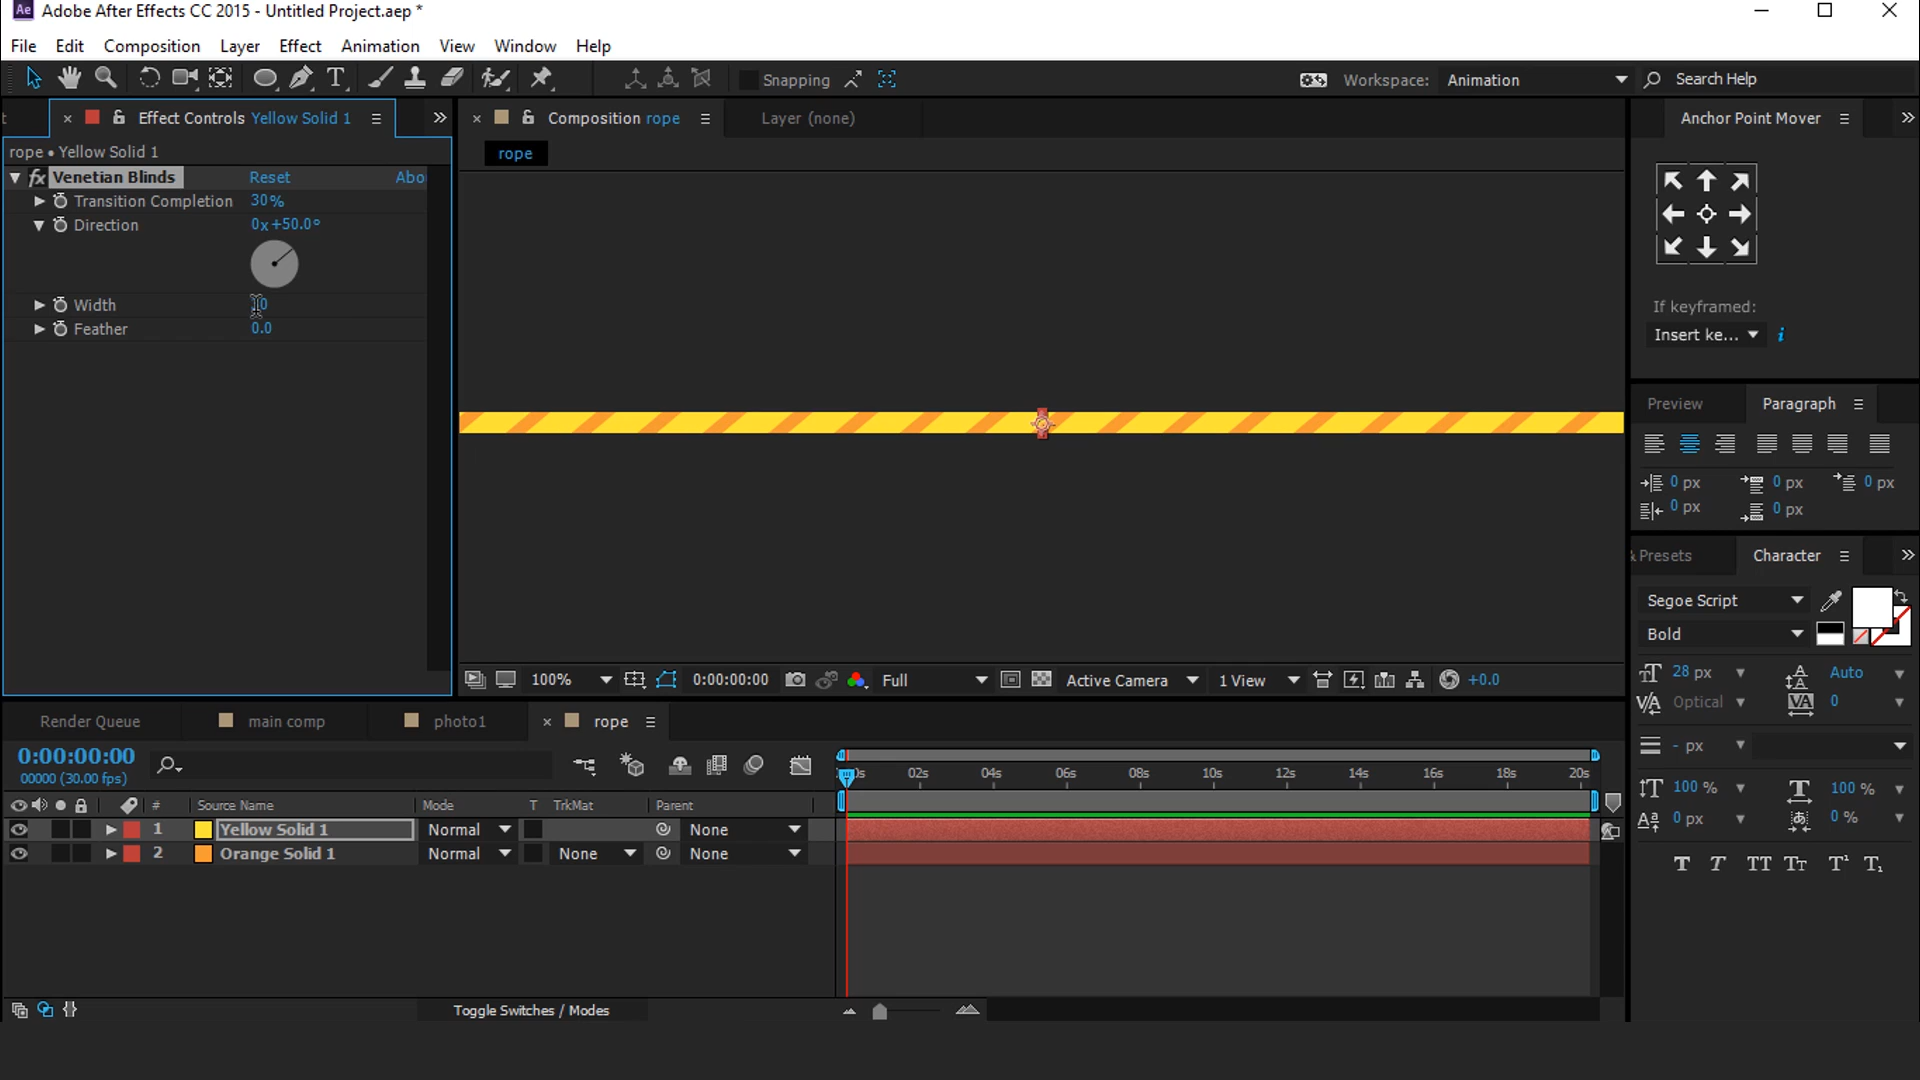 Ae Adobe After Effects CC 2015 - Untitled Project.aep *
File Edit Composition Layer Effect Animation View Window Help
Snapping Workspace: Animation Search Help
Effect Controls Yellow Solid 1
Composition rope
Layer (none)
Anchor Point Mover
rope • Yellow Solid 1
rope
fx Venetian Blinds Reset Abo
Transition Completion 30%
Direction 0x+50.0°
Width
Feather 0.0
If keyframed:
Insert ke...
Preview Paragraph
0 px 0 px 0 px
0 px 0 px
& Presets Character
Segoe Script
Bold
28 px Auto
Optical 0
- px
100 % 100 %
0 px 0 %
T T TT Tt T¹ T₁
100% 0:00:00:00 Full Active Camera 1 View +0.0
Render Queue main comp photo1 rope
0:00:00:00
00000 (30.00 fps)
02s 04s 06s 08s 10s 12s 14s 16s 18s 20s
# Source Name Mode T TrkMat Parent
1 Yellow Solid 1 Normal None
2 Orange Solid 1 Normal None None
Toggle Switches / Modes